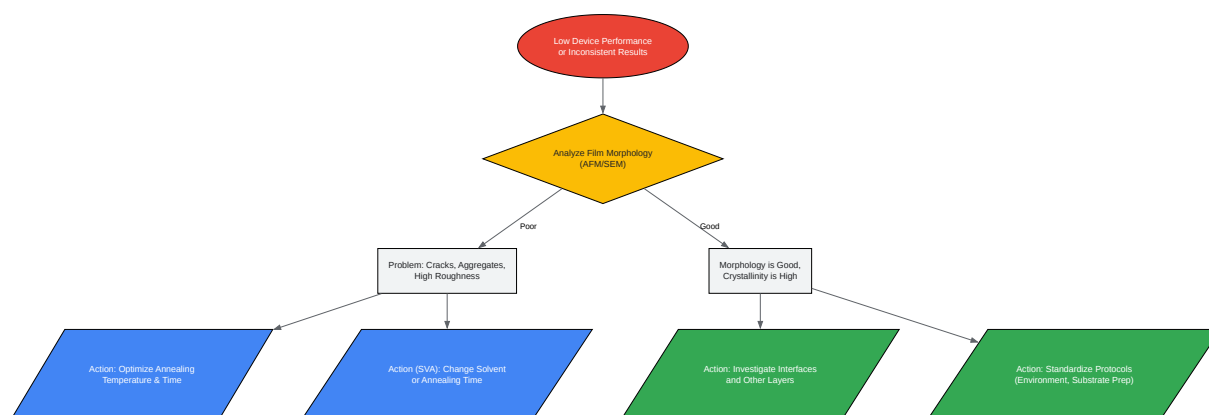 Low Device Performance
or Inconsistent Results
Analyze Film Morphology
(AFM/SEM)
Poor
Good
Problem: Cracks, Aggregates,
High Roughness
Morphology is Good,
Crystallinity is High
Action: Optimize Annealing
Temperature & Time
Action (SVA): Change Solvent
or Annealing Time
Action: Investigate Interfaces
and Other Layers
Action: Standardize Protocols
(Environment, Substrate Prep)